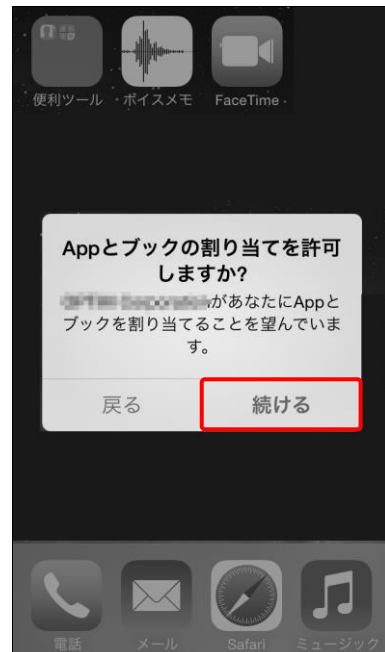 便利ツール ボイスメモ FaceTime
Appとブックの割り当てを許可
しますか?
があなたにAppと
ブックを割り当てることを望んでいま
す。
戻る 続ける
電話 メール Safari ミュージック